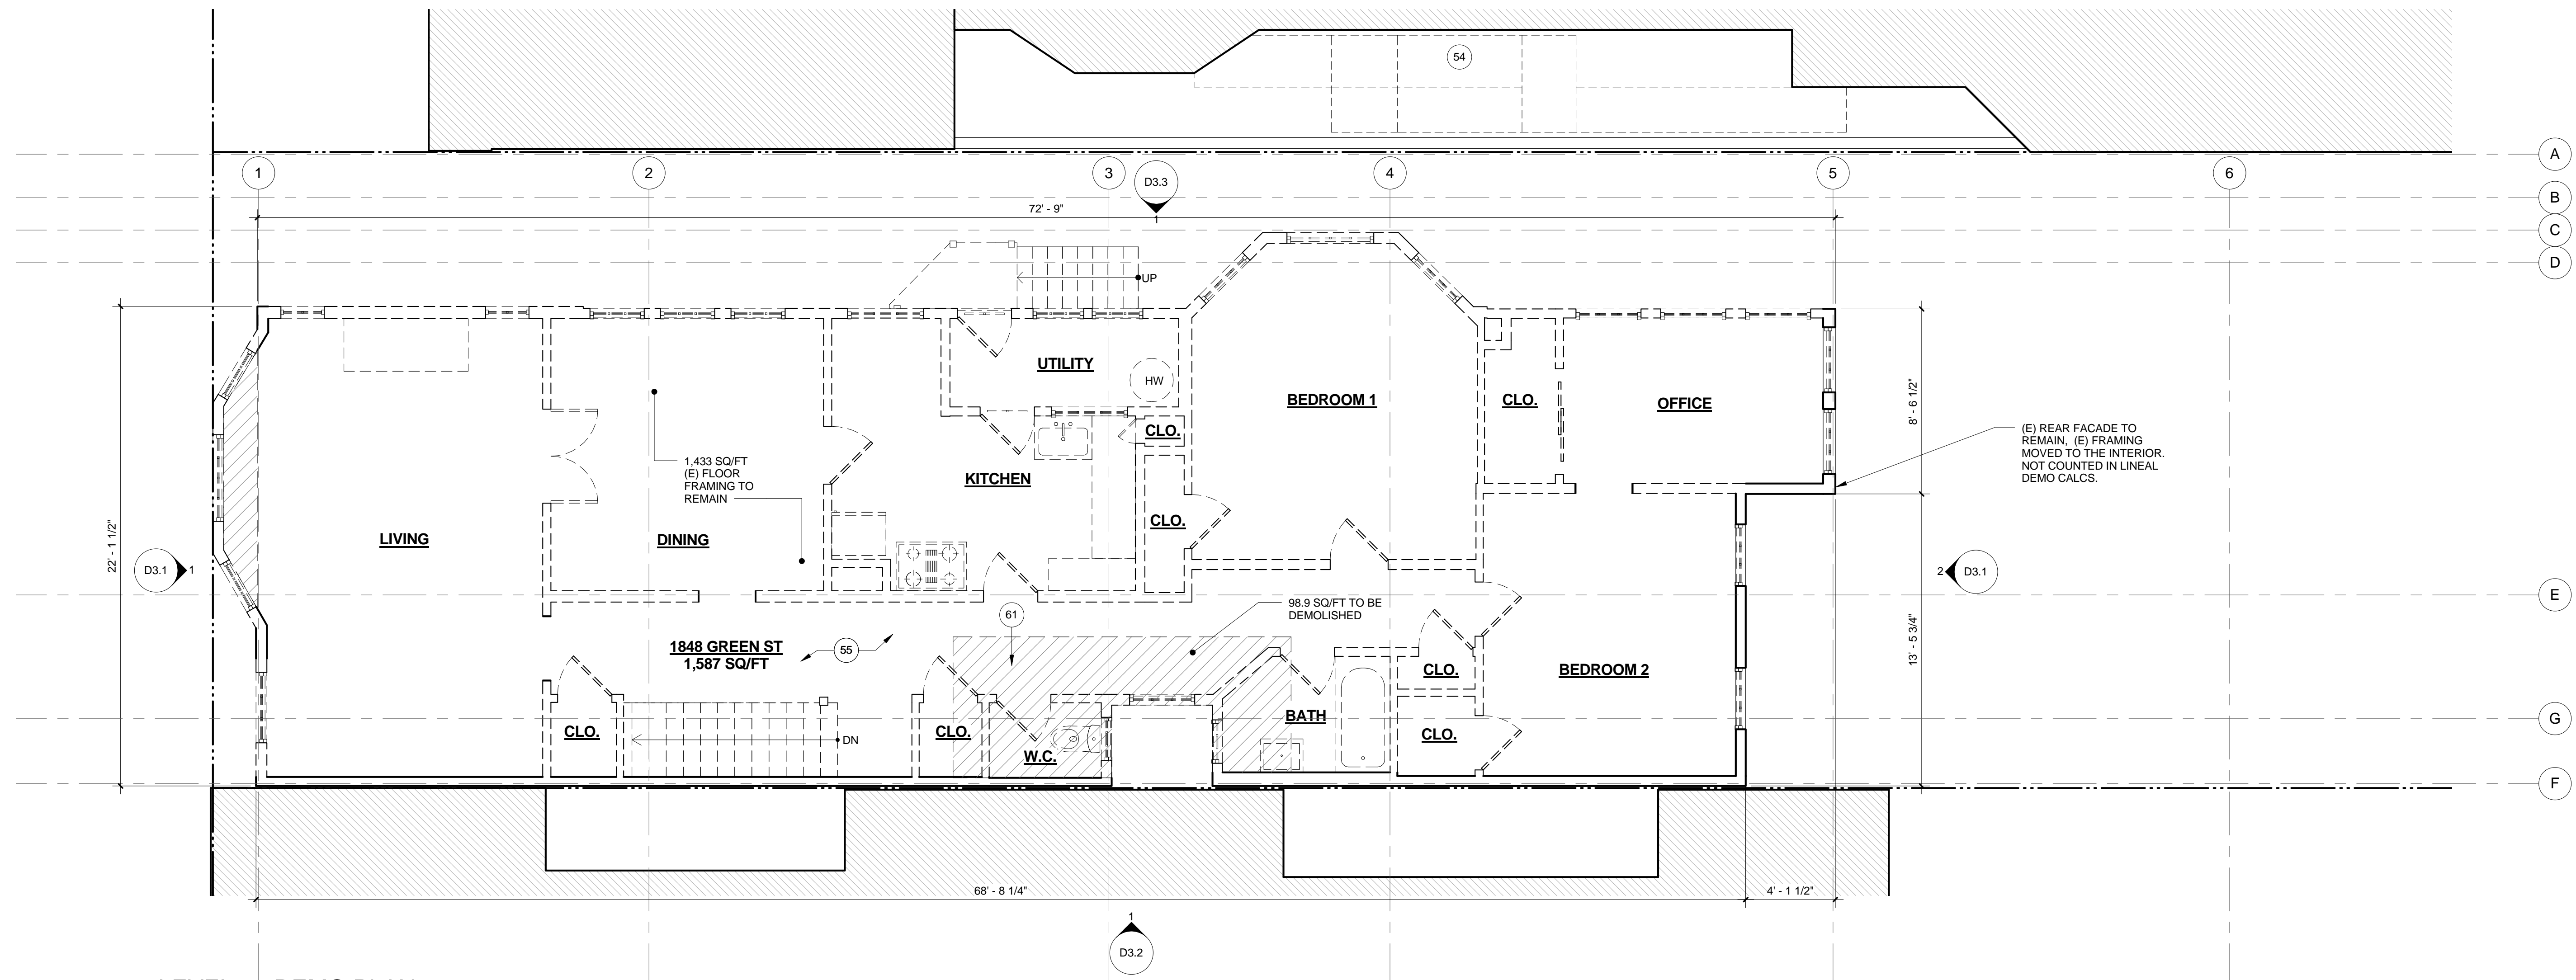 54
A
1
2
3
D3.3
1
4
5
6
B
72' - 9"
C
D
UP
UTILITY
HW
BEDROOM 1
CLO.
OFFICE
8' - 6 1/2"
CLO.
(E) REAR FACADE TO
REMAIN, (E) FRAMING
MOVED TO THE INTERIOR.
NOT COUNTED IN LINEAL
DEMO CALCS.
1,433 SQ/FT
(E) FLOOR
FRAMING TO
REMAIN
KITCHEN
CLO.
22' - 1 1/2"
LIVING
DINING
D3.1
1
2
D3.1
E
98.9 SQ/FT TO BE
DEMOLISHED
61
13' - 5 3/4"
1848 GREEN ST
1,587 SQ/FT
55
CLO.
BEDROOM 2
BATH
G
CLO.
DN
CLO.
CLO.
W.C.
F
68' - 8 1/4"
4' - 1 1/2"
1
D3.2